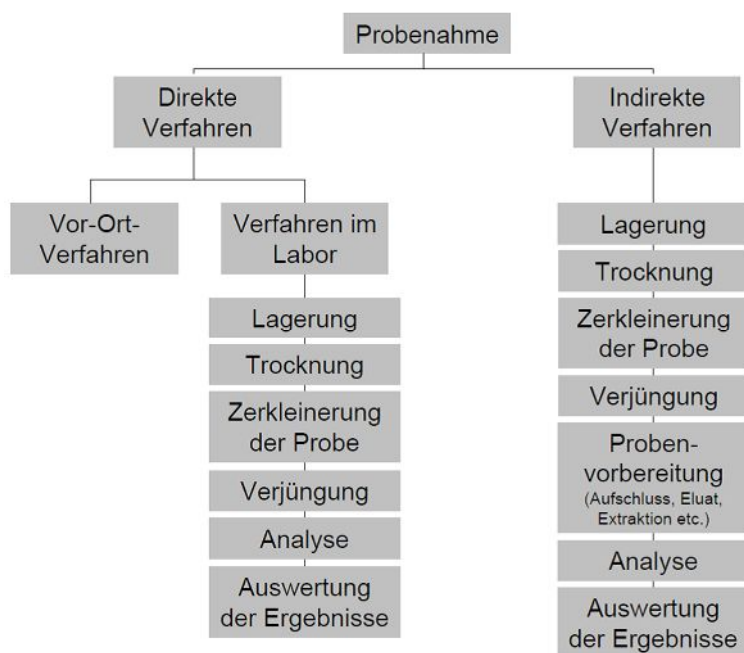 Probenahme
Direkte
Verfahren
Indirekte
Verfahren
Vor-Ort-
Verfahren
Verfahren im
Labor
Lagerung
Trocknung
Zerkleinerung
der Probe
Verjüngung
Analyse
Auswertung
der Ergebnisse
Lagerung
Trocknung
Zerkleinerung
der Probe
Verjüngung
Proben-
vorbereitung
(Aufschluss, Eluat,
Extraktion etc.)
Analyse
Auswertung
der Ergebnisse